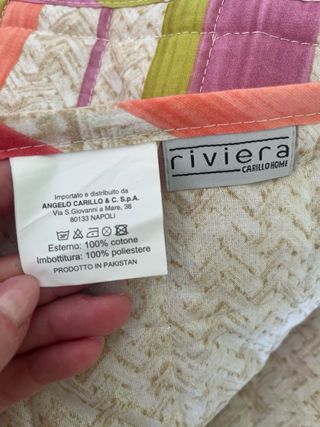 riviera
CARILLO HOME
Importato e distribuito da
ANGELO CARILLO & C. S.p.A.
Via S.Giovanni a Mare, 38
80133 NAPOLI
30°
Esterno: 100% cotone
Imbottitura: 100% poliestere
PRODOTTO IN PAKISTAN